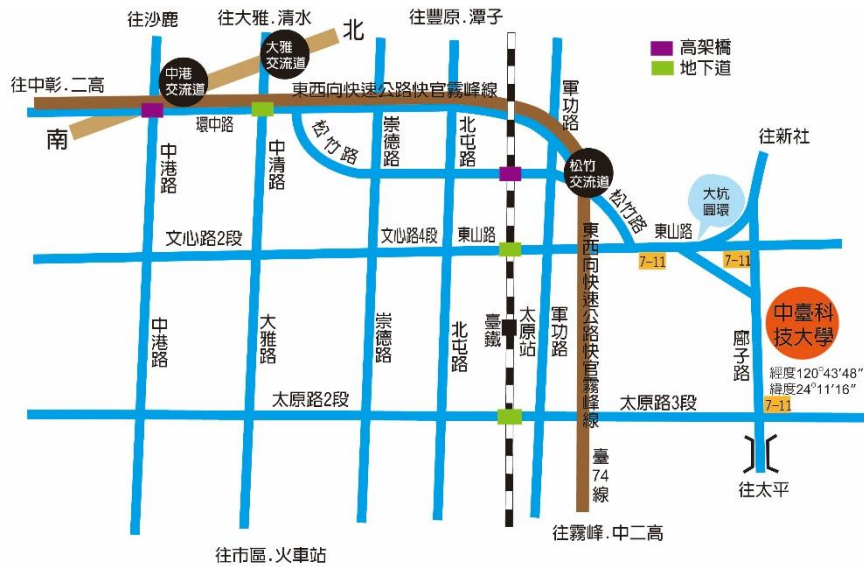 往沙鹿
往大雅.清水
北
往豐原.潭子
高架橋
地下道
大雅
交流道
中港
交流道
往中彰.二高
東西向快速公路快官霧峰線
軍功路
南
環中路
松竹路
崇德路
北屯路
往新社
中港路
中清路
松竹
交流道
松竹路
大坑
圓環
文心路2段
文心路4段
東山路
東山路
7-11
7-11
東西向快速公路快官霧峰線
中港路
大雅路
崇德路
北屯路
臺鐵
太原站
軍功路
廍子路
中臺科
技大學
經度120°43'48"
緯度24°11'16"
7-11
太原路2段
太原路3段
臺74線
往太平
往市區.火車站
往霧峰.中二高